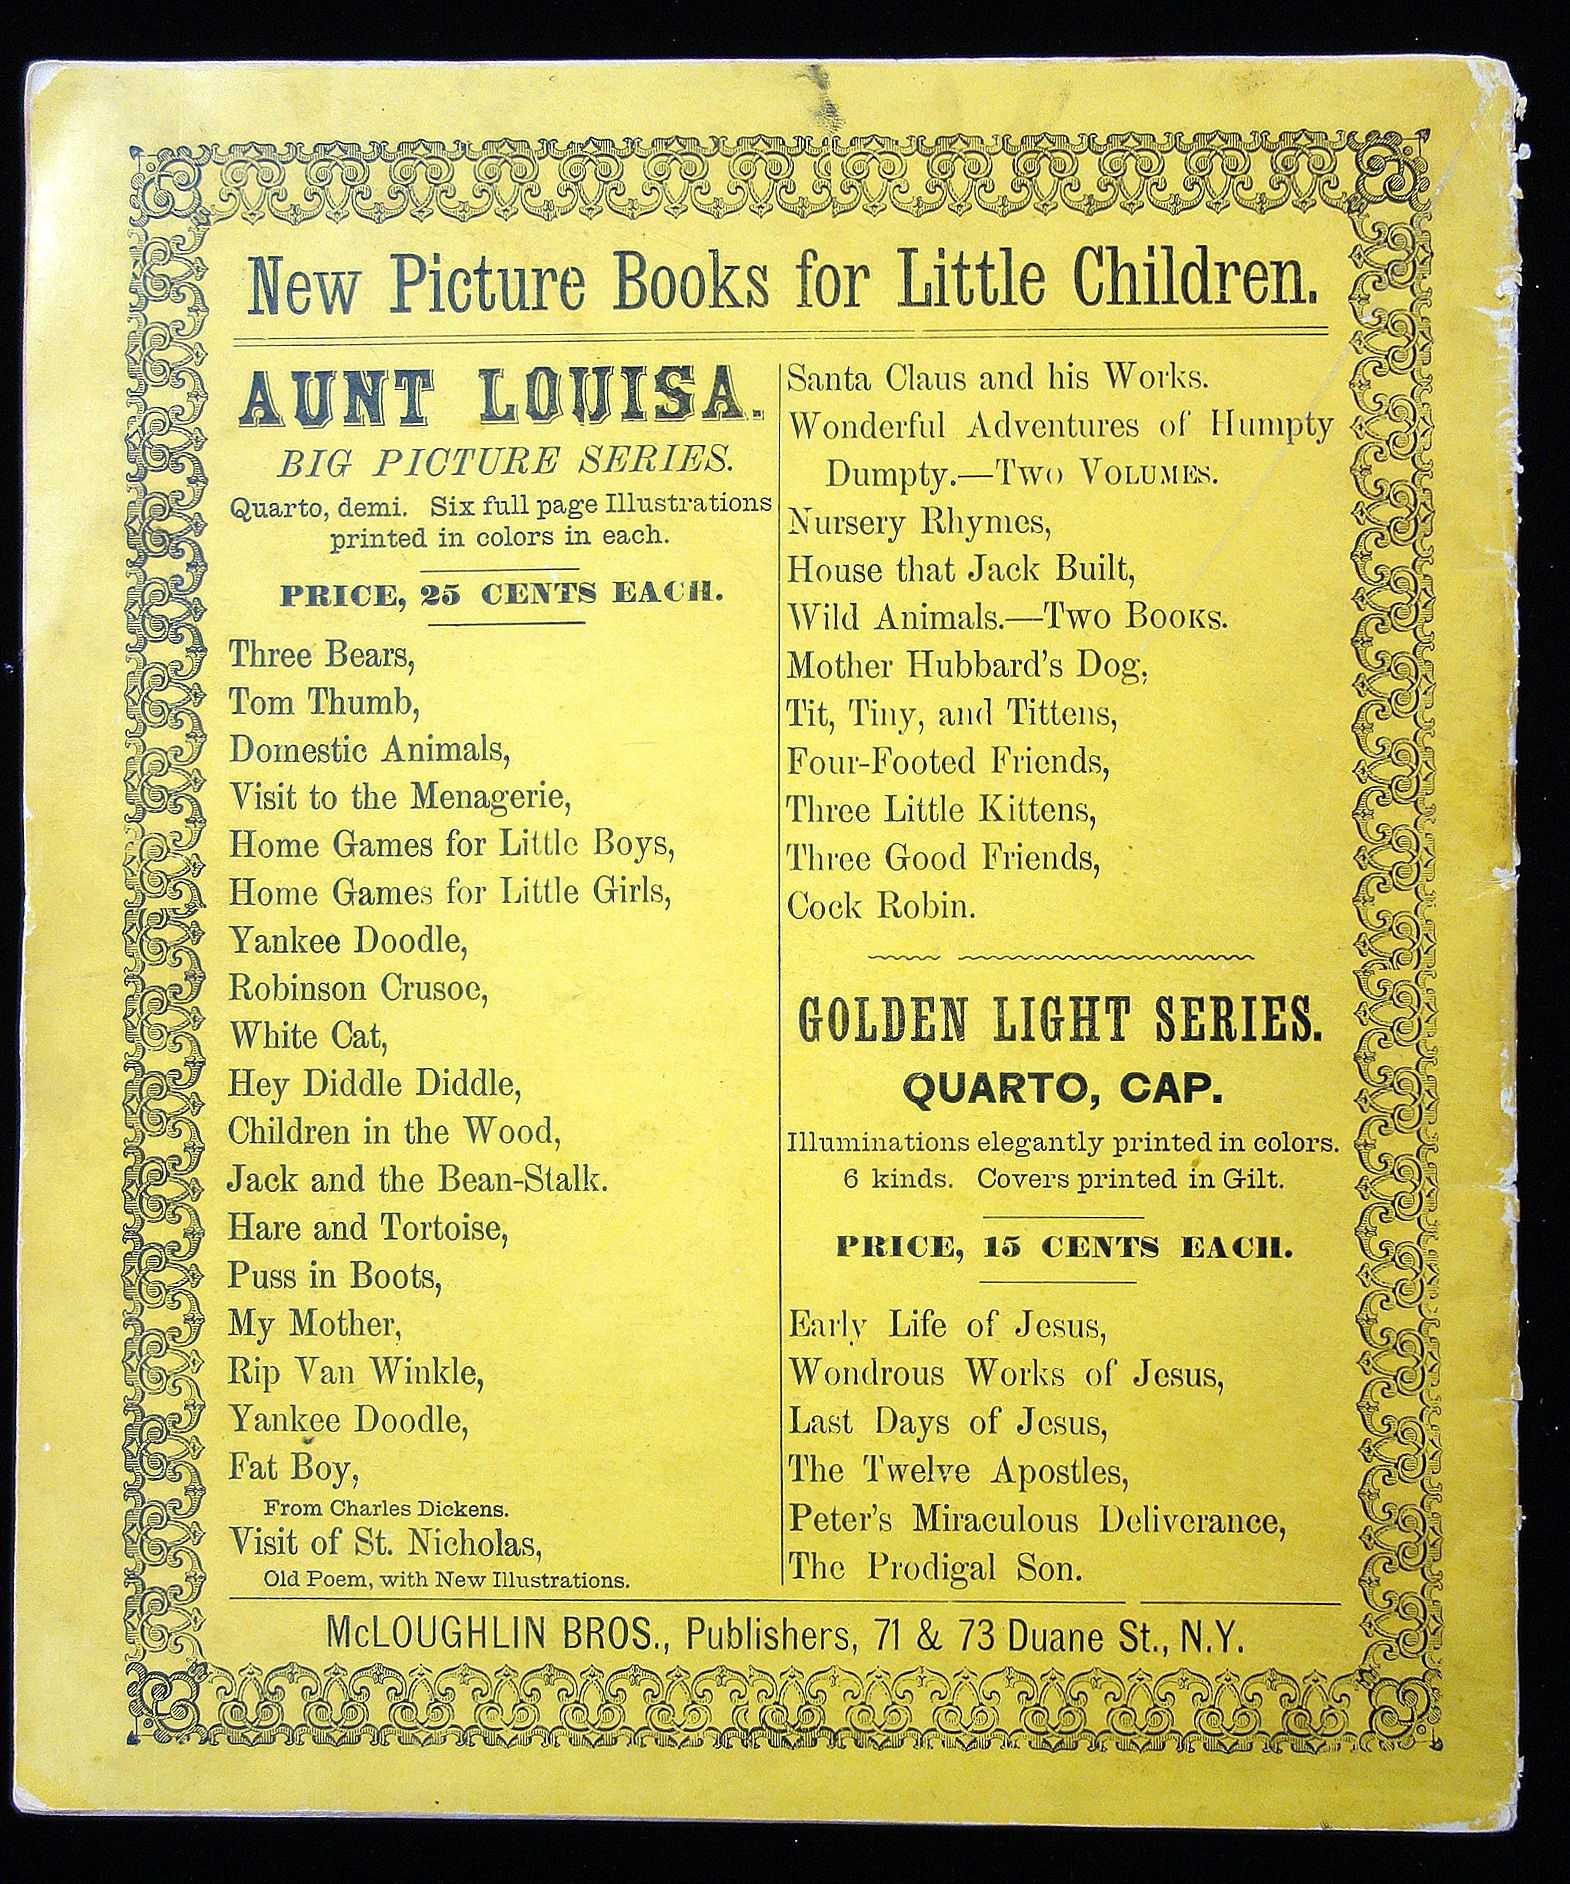 New Picture Books for Little Children.
AUNT LOUISA.
BIG PICTURE SERIES.
Quarto, demi. Six full page Illustrations
printed in colors in each.
PRICE, 25 CENTS EACH.
Three Bears,
Tom Thumb,
Domestic Animals,
Visit to the Menagerie,
Home Games for Little Boys,
Home Games for Little Girls,
Yankee Doodle,
Robinson Crusoe,
White Cat,
Hey Diddle Diddle,
Children in the Wood,
Jack and the Bean-Stalk.
Hare and Tortoise,
Puss in Boots,
My Mother,
Rip Van Winkle,
Yankee Doodle,
Fat Boy,
From Charles Dickens.
Visit of St. Nicholas,
Old Poem, with New Illustrations.
Santa Claus and his Works.
Wonderful Adventures of Humpty
Dumpty.—Two Volumes.
Nursery Rhymes,
House that Jack Built,
Wild Animals.—Two Books.
Mother Hubbard's Dog,
Tit, Tiny, and Tittens,
Four-Footed Friends,
Three Little Kittens,
Three Good Friends,
Cock Robin.
GOLDEN LIGHT SERIES.
QUARTO, CAP.
Illuminations elegantly printed in colors.
6 kinds. Covers printed in Gilt.
PRICE, 15 CENTS EACH.
Early Life of Jesus,
Wondrous Works of Jesus,
Last Days of Jesus,
The Twelve Apostles,
Peter's Miraculous Deliverance,
The Prodigal Son.
McLOUGHLIN BROS., Publishers, 71 & 73 Duane St., N.Y.